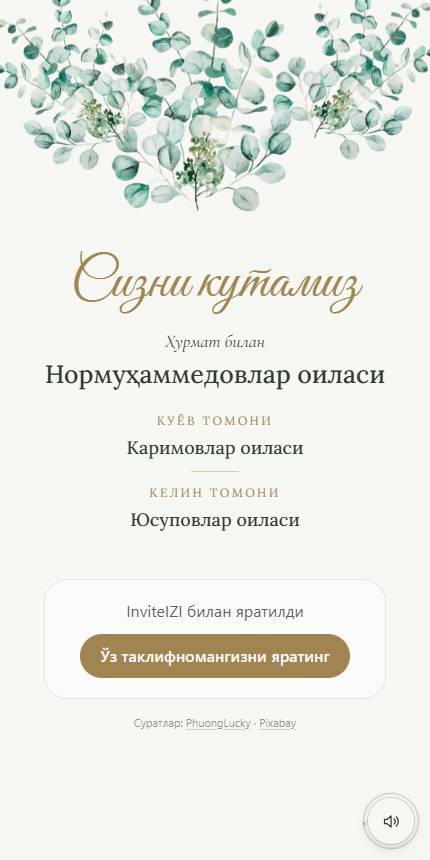 Сизни кутамиз
Ҳурмат билан
Нормуҳаммедовлар оиласи
КУЁВ ТОМОНИ
Каримовлар оиласи
КЕЛИН ТОМОНИ
Юсуповлар оиласи
InviteIZI билан яратилди
Ўз таклифномангизни яратинг
Суратлар: PhuongLucky · Pixabay